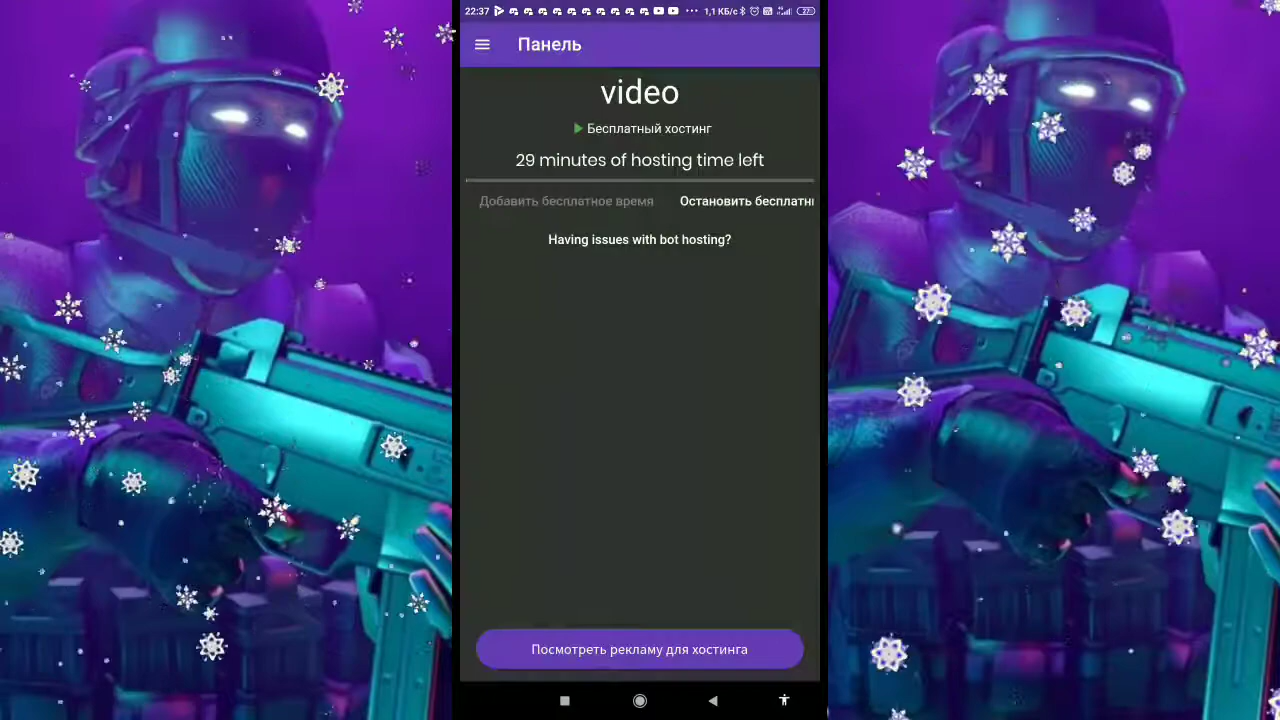 22:37 1,1 КБ/с 27
Панель
video
Бесплатный хостинг
29 minutes of hosting time left
Добавить бесплатное время Остановить бесплатн
Having issues with bot hosting?
Посмотреть рекламу для хостинга